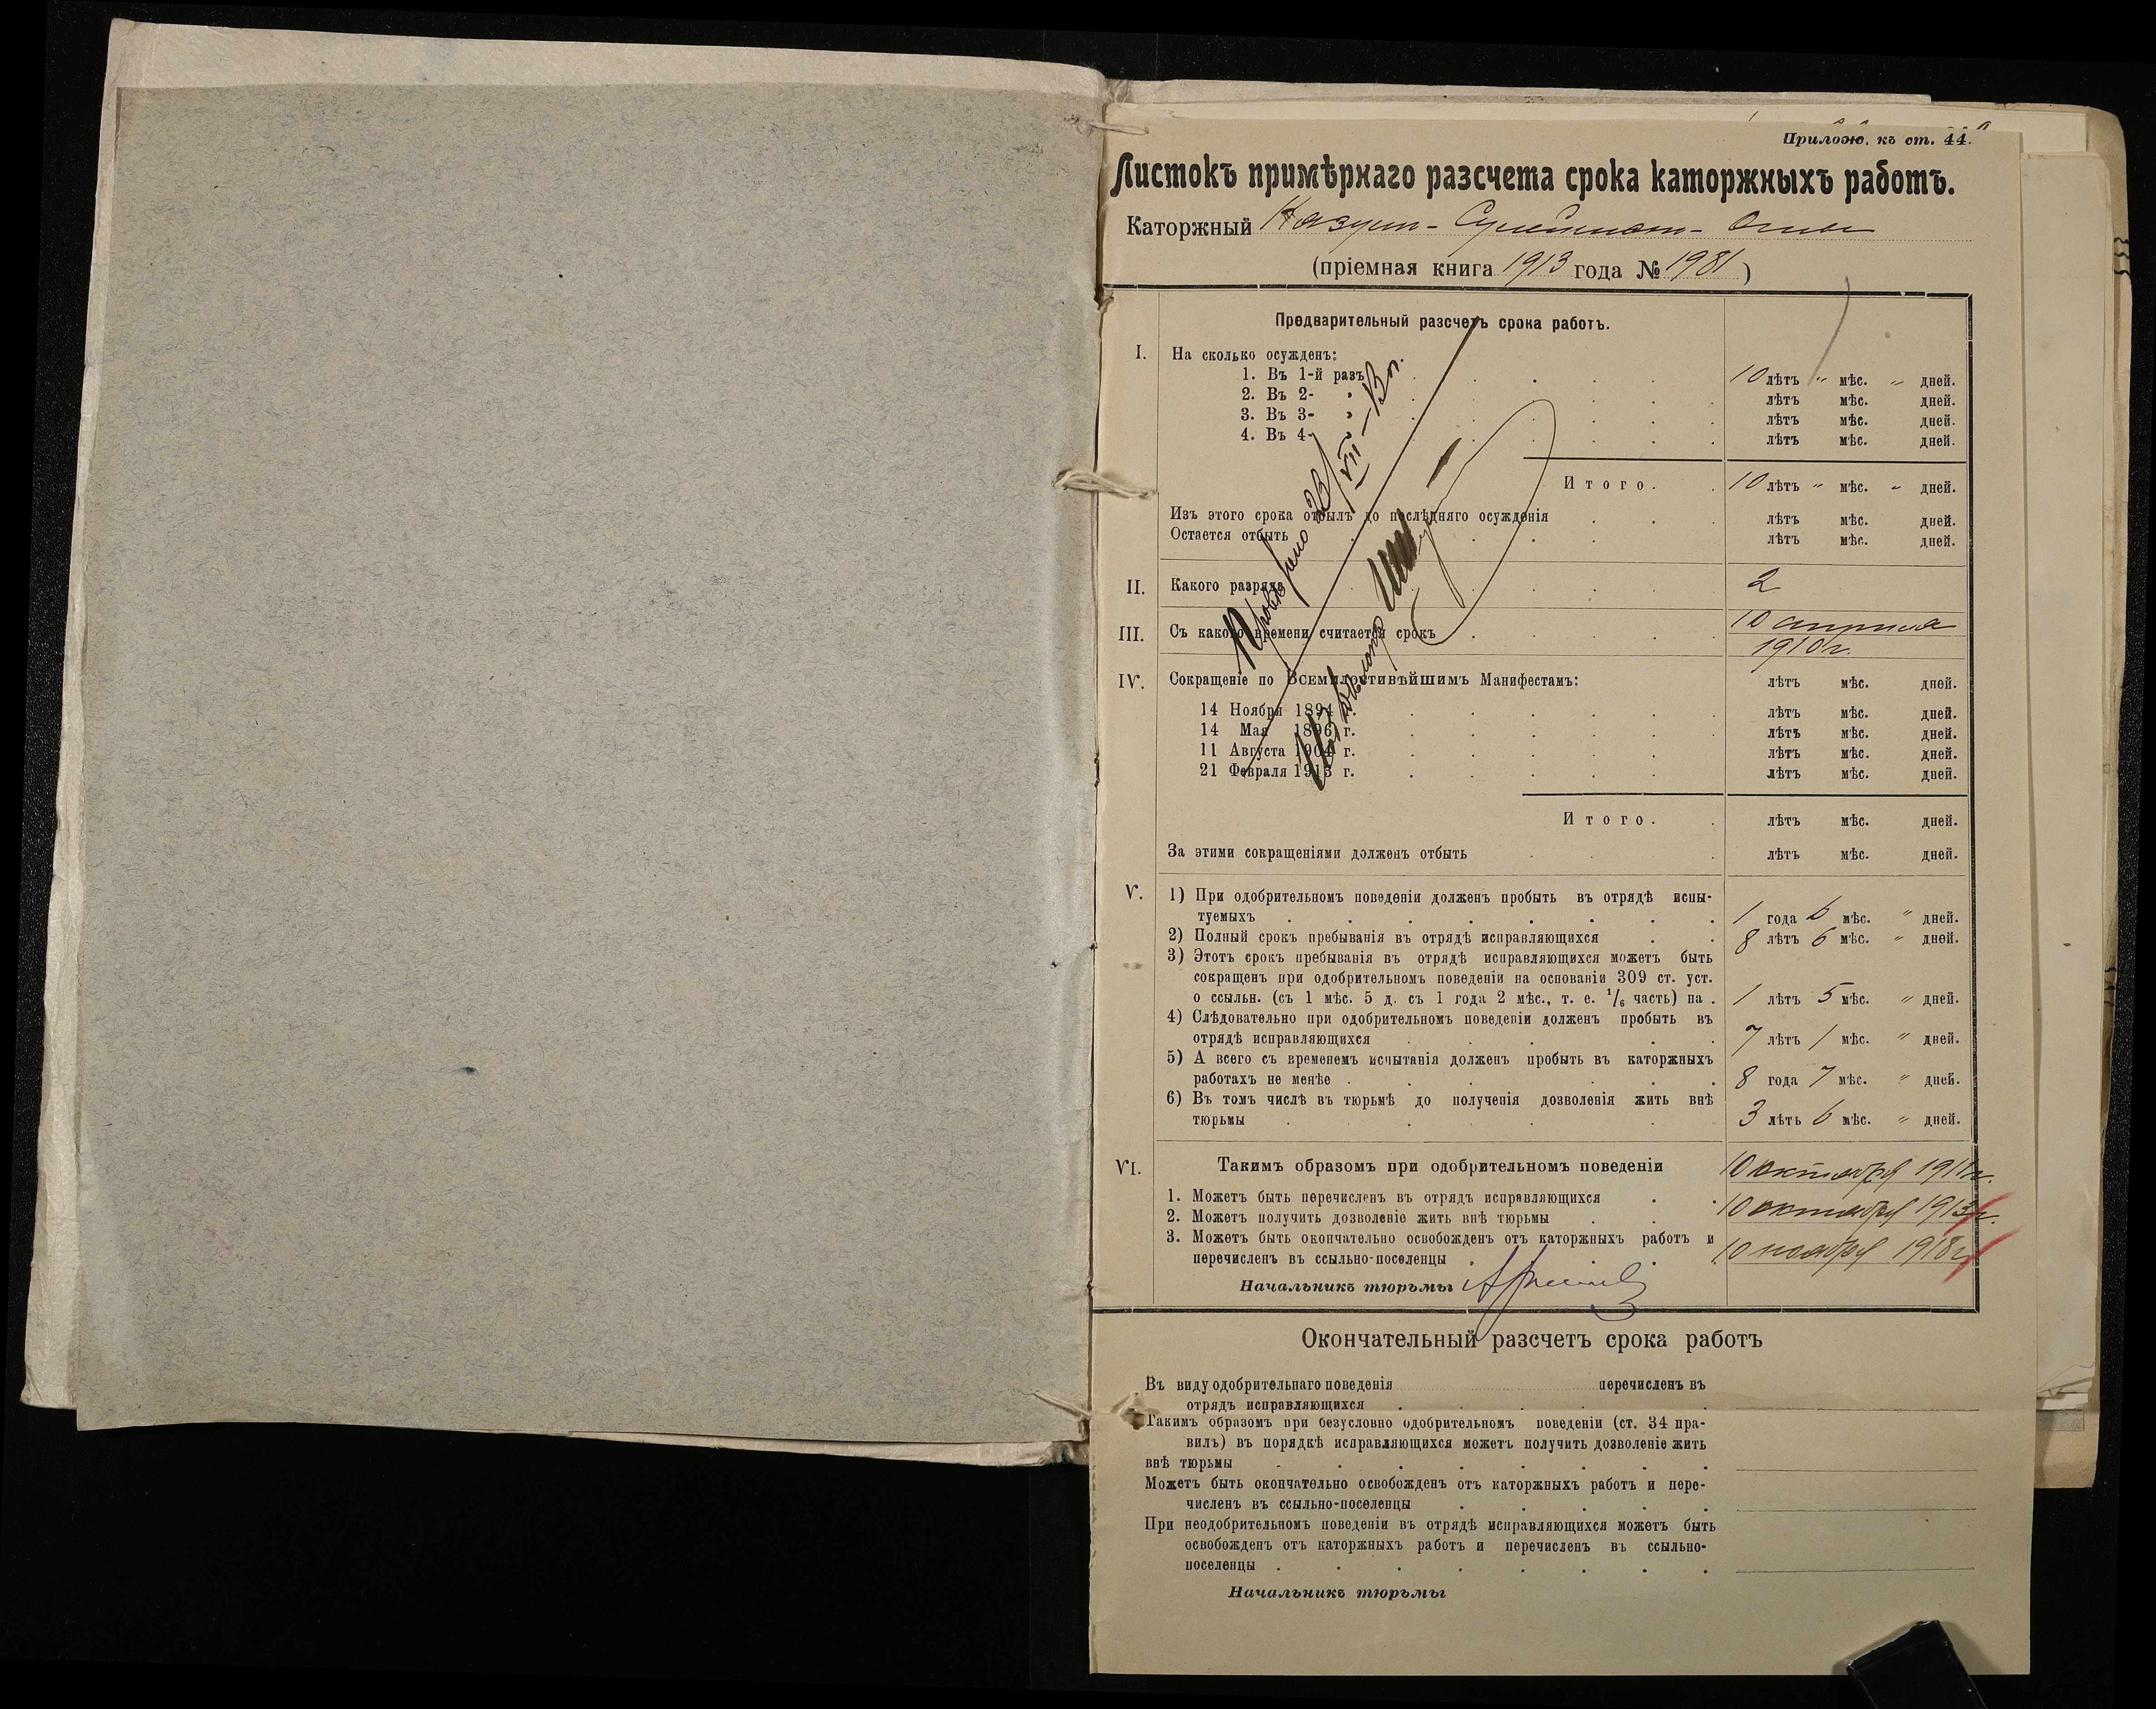 Прилож. къ ст. 44.
Листокъ примѣрнаго разсчета срока каторжныхъ работъ.
Каторжный Казумъ-Сулейманъ-Оглы
(пріемная книга 1913 года № 1981)
Предварительный разсчетъ срока работъ.
I. На сколько осужденъ:
1. Въ 1-й разъ 10 лѣтъ " мѣс. " дней.
2. Въ 2- " лѣтъ мѣс. дней.
3. Въ 3- " лѣтъ мѣс. дней.
4. Въ 4- " лѣтъ мѣс. дней.
Итого. 10 лѣтъ " мѣс. " дней.
Изъ этого срока отбылъ до послѣдняго осужденія лѣтъ мѣс. дней.
Остается отбыть лѣтъ мѣс. дней.
II. Какого разряда 2
III. Съ какого времени считается срокъ 10 апрѣля
1910 г.
IV. Сокращеніе по Всемилостивѣйшимъ Манифестамъ: лѣтъ мѣс. дней.
14 Ноября 1894 г. лѣтъ мѣс. дней.
14 Мая 1896 г. лѣтъ мѣс. дней.
11 Августа 1904 г. лѣтъ мѣс. дней.
21 Февраля 1913 г. лѣтъ мѣс. дней.
Итого. лѣтъ мѣс. дней.
За этими сокращеніями долженъ отбыть лѣтъ мѣс. дней.
Провѣрено 26/VII-13 г.
V. 1) При одобрительномъ поведеніи долженъ пробыть въ отрядѣ испы-
туемыхъ 1 года 6 мѣс. " дней.
2) Полный срокъ пребыванія въ отрядѣ исправляющихся 8 лѣтъ 6 мѣс. " дней.
3) Этотъ срокъ пребыванія въ отрядѣ исправляющихся можетъ быть
сокращенъ при одобрительномъ поведеніи на основаніи 309 ст. уст.
о ссыльн. (съ 1 мѣс. 5 д. съ 1 года 2 мѣс., т. е. 1/6 часть) на 1 лѣтъ 5 мѣс. " дней.
4) Слѣдовательно при одобрительномъ поведеніи долженъ пробыть въ
отрядѣ исправляющихся 7 лѣтъ 1 мѣс. " дней.
5) А всего съ временемъ испытанія долженъ пробыть въ каторжныхъ
работахъ не менѣе 8 года 7 мѣс. " дней.
6) Въ томъ числѣ въ тюрьмѣ до полученія дозволенія жить внѣ
тюрьмы 3 лѣтъ 6 мѣс. " дней.
VI. Такимъ образомъ при одобрительномъ поведеніи
1. Можетъ быть перечисленъ въ отрядъ исправляющихся 10 октября 1911 г.
2. Можетъ получить дозволеніе жить внѣ тюрьмы 10 октября 1913 г.
3. Можетъ быть окончательно освобожденъ отъ каторжныхъ работъ и
перечисленъ въ ссыльно-поселенцы 10 ноября 1918 г.
Начальникъ тюрьмы
Окончательный разсчетъ срока работъ
Въ виду одобрительнаго поведенія перечисленъ въ
отрядъ исправляющихся
Такимъ образомъ при безусловно одобрительномъ поведеніи (ст. 34 пра-
вилъ) въ порядкѣ исправляющихся можетъ получить дозволеніе жить
внѣ тюрьмы
Можетъ быть окончательно освобожденъ отъ каторжныхъ работъ и пере-
численъ въ ссыльно-поселенцы
При неодобрительномъ поведеніи въ отрядѣ исправляющихся можетъ быть
освобожденъ отъ каторжныхъ работъ и перечисленъ въ ссыльно-
поселенцы
Начальникъ тюрьмы